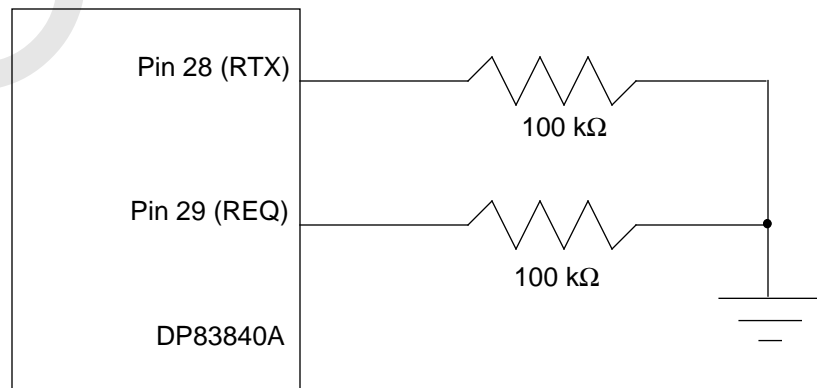 Pin 28 (RTX)
100 kΩ
Pin 29 (REQ)
100 kΩ
DP83840A